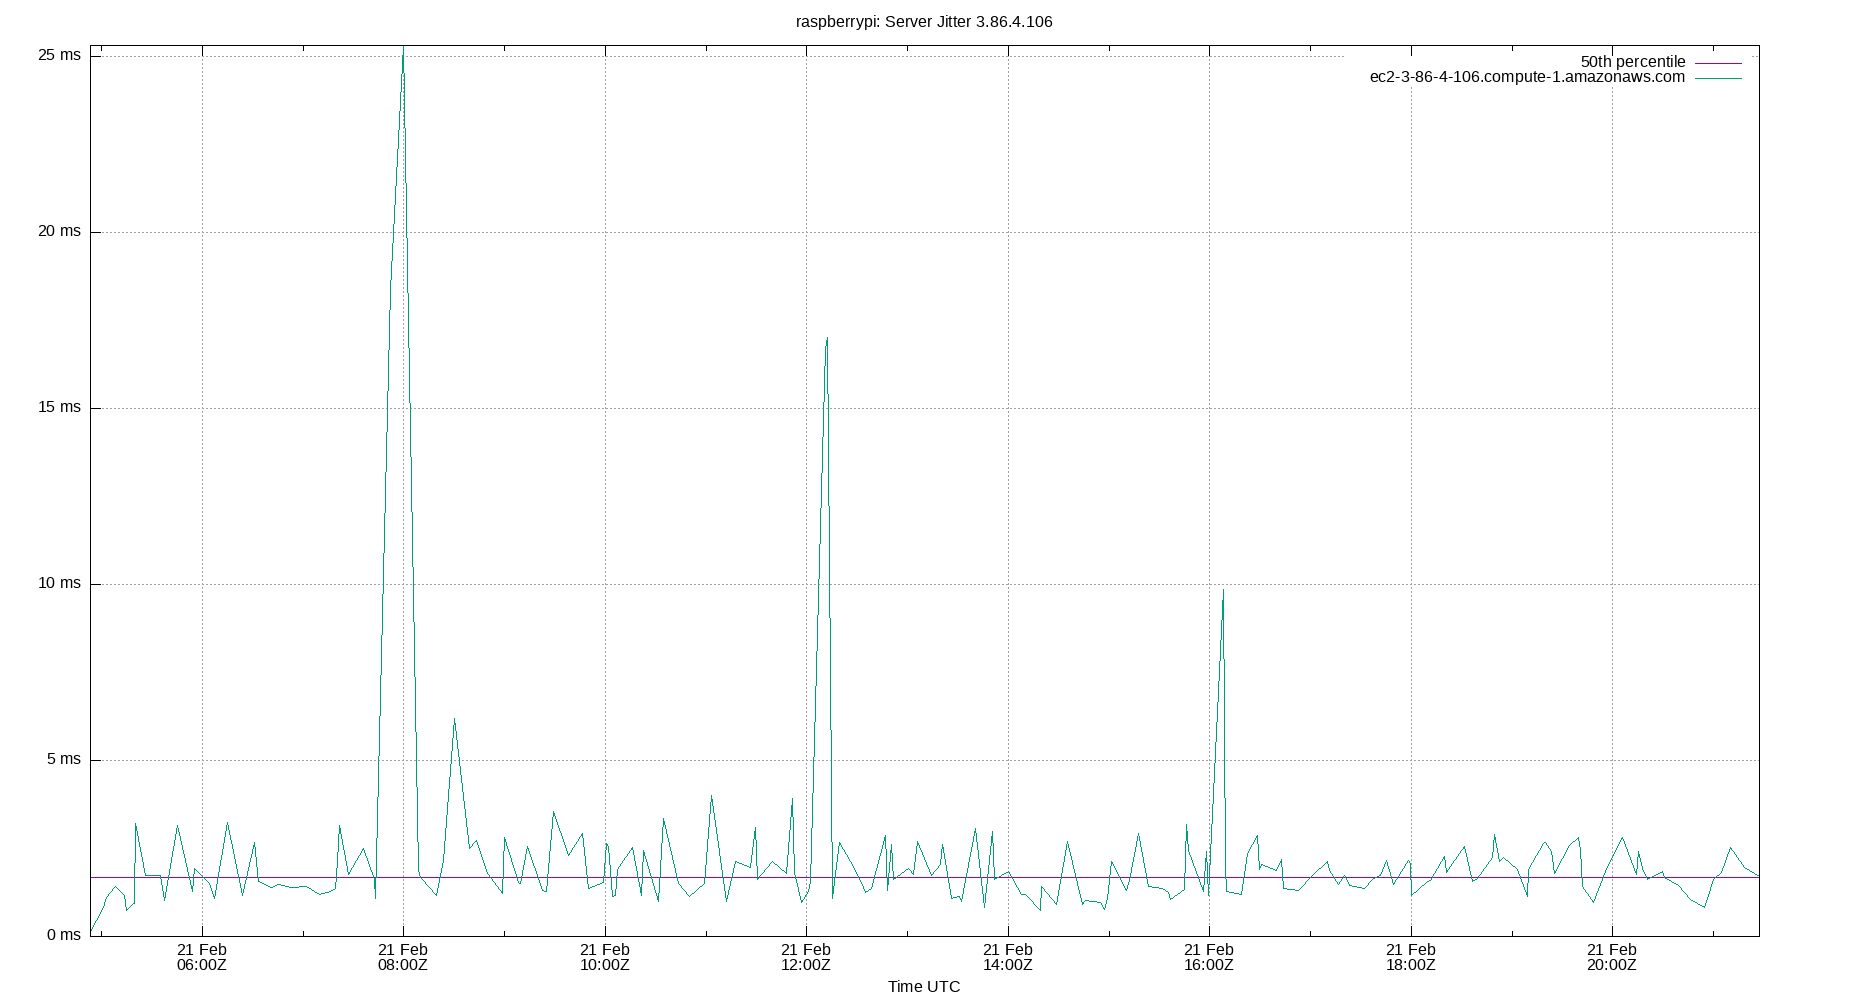 raspberrypi: Server Jitter 3.86.4.106
25 ms
20 ms
15 ms
10 ms
5 ms
0 ms
50th percentile
ec2-3-86-4-106.compute-1.amazonaws.com
21 Feb 21 Feb 21 Feb 21 Feb 21 Feb 21 Feb 21 Feb 21 Feb
06:00Z 08:00Z 10:00Z 12:00Z 14:00Z 16:00Z 18:00Z 20:00Z
Time UTC